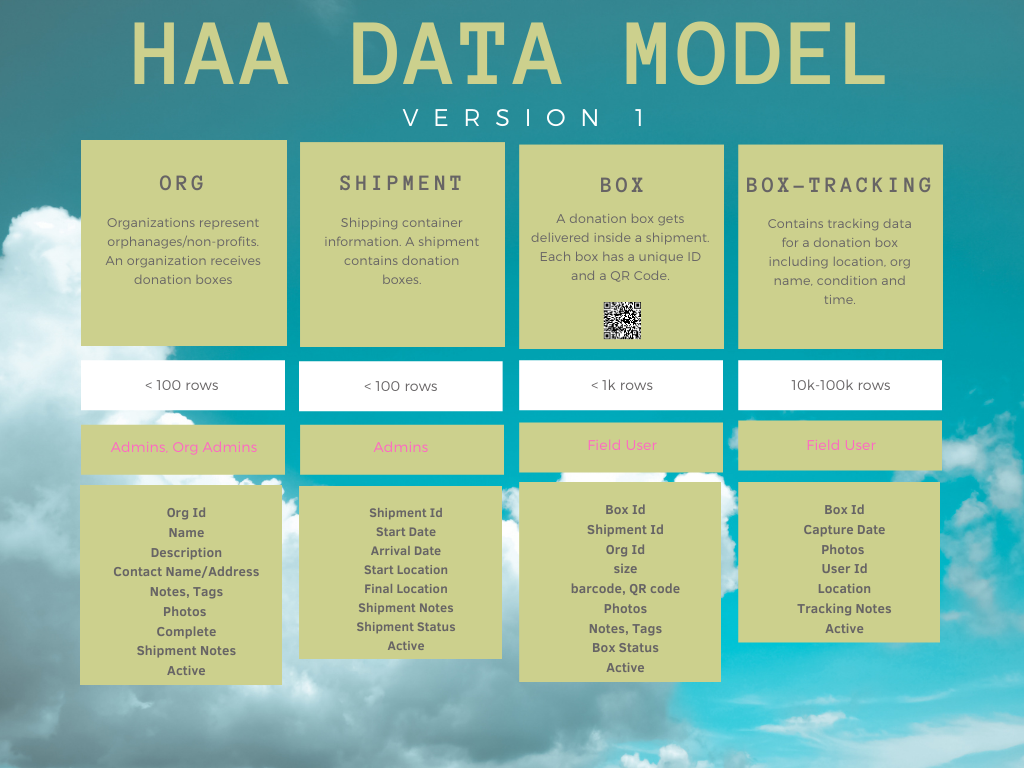 HAA DATA MODEL
VERSION 1
ORG
Organizations represent
orphanages/non-profits.
An organization receives
donation boxes
SHIPMENT
Shipping container
information. A shipment
contains donation
boxes.
BOX
A donation box gets
delivered inside a shipment.
Each box has a unique ID
and a QR Code.
BOX-TRACKING
Contains tracking data
for a donation box
including location, org
name, condition and
time.
< 100 rows
< 100 rows
< 1k rows
10k-100k rows
Admins, Org Admins
Admins
Field User
Field User
Org Id
Name
Description
Contact Name/Address
Notes, Tags
Photos
Complete
Shipment Notes
Active
Shipment Id
Start Date
Arrival Date
Start Location
Final Location
Shipment Notes
Shipment Status
Active
Box Id
Shipment Id
Org Id
size
barcode, QR code
Photos
Notes, Tags
Box Status
Active
Box Id
Capture Date
Photos
User Id
Location
Tracking Notes
Active